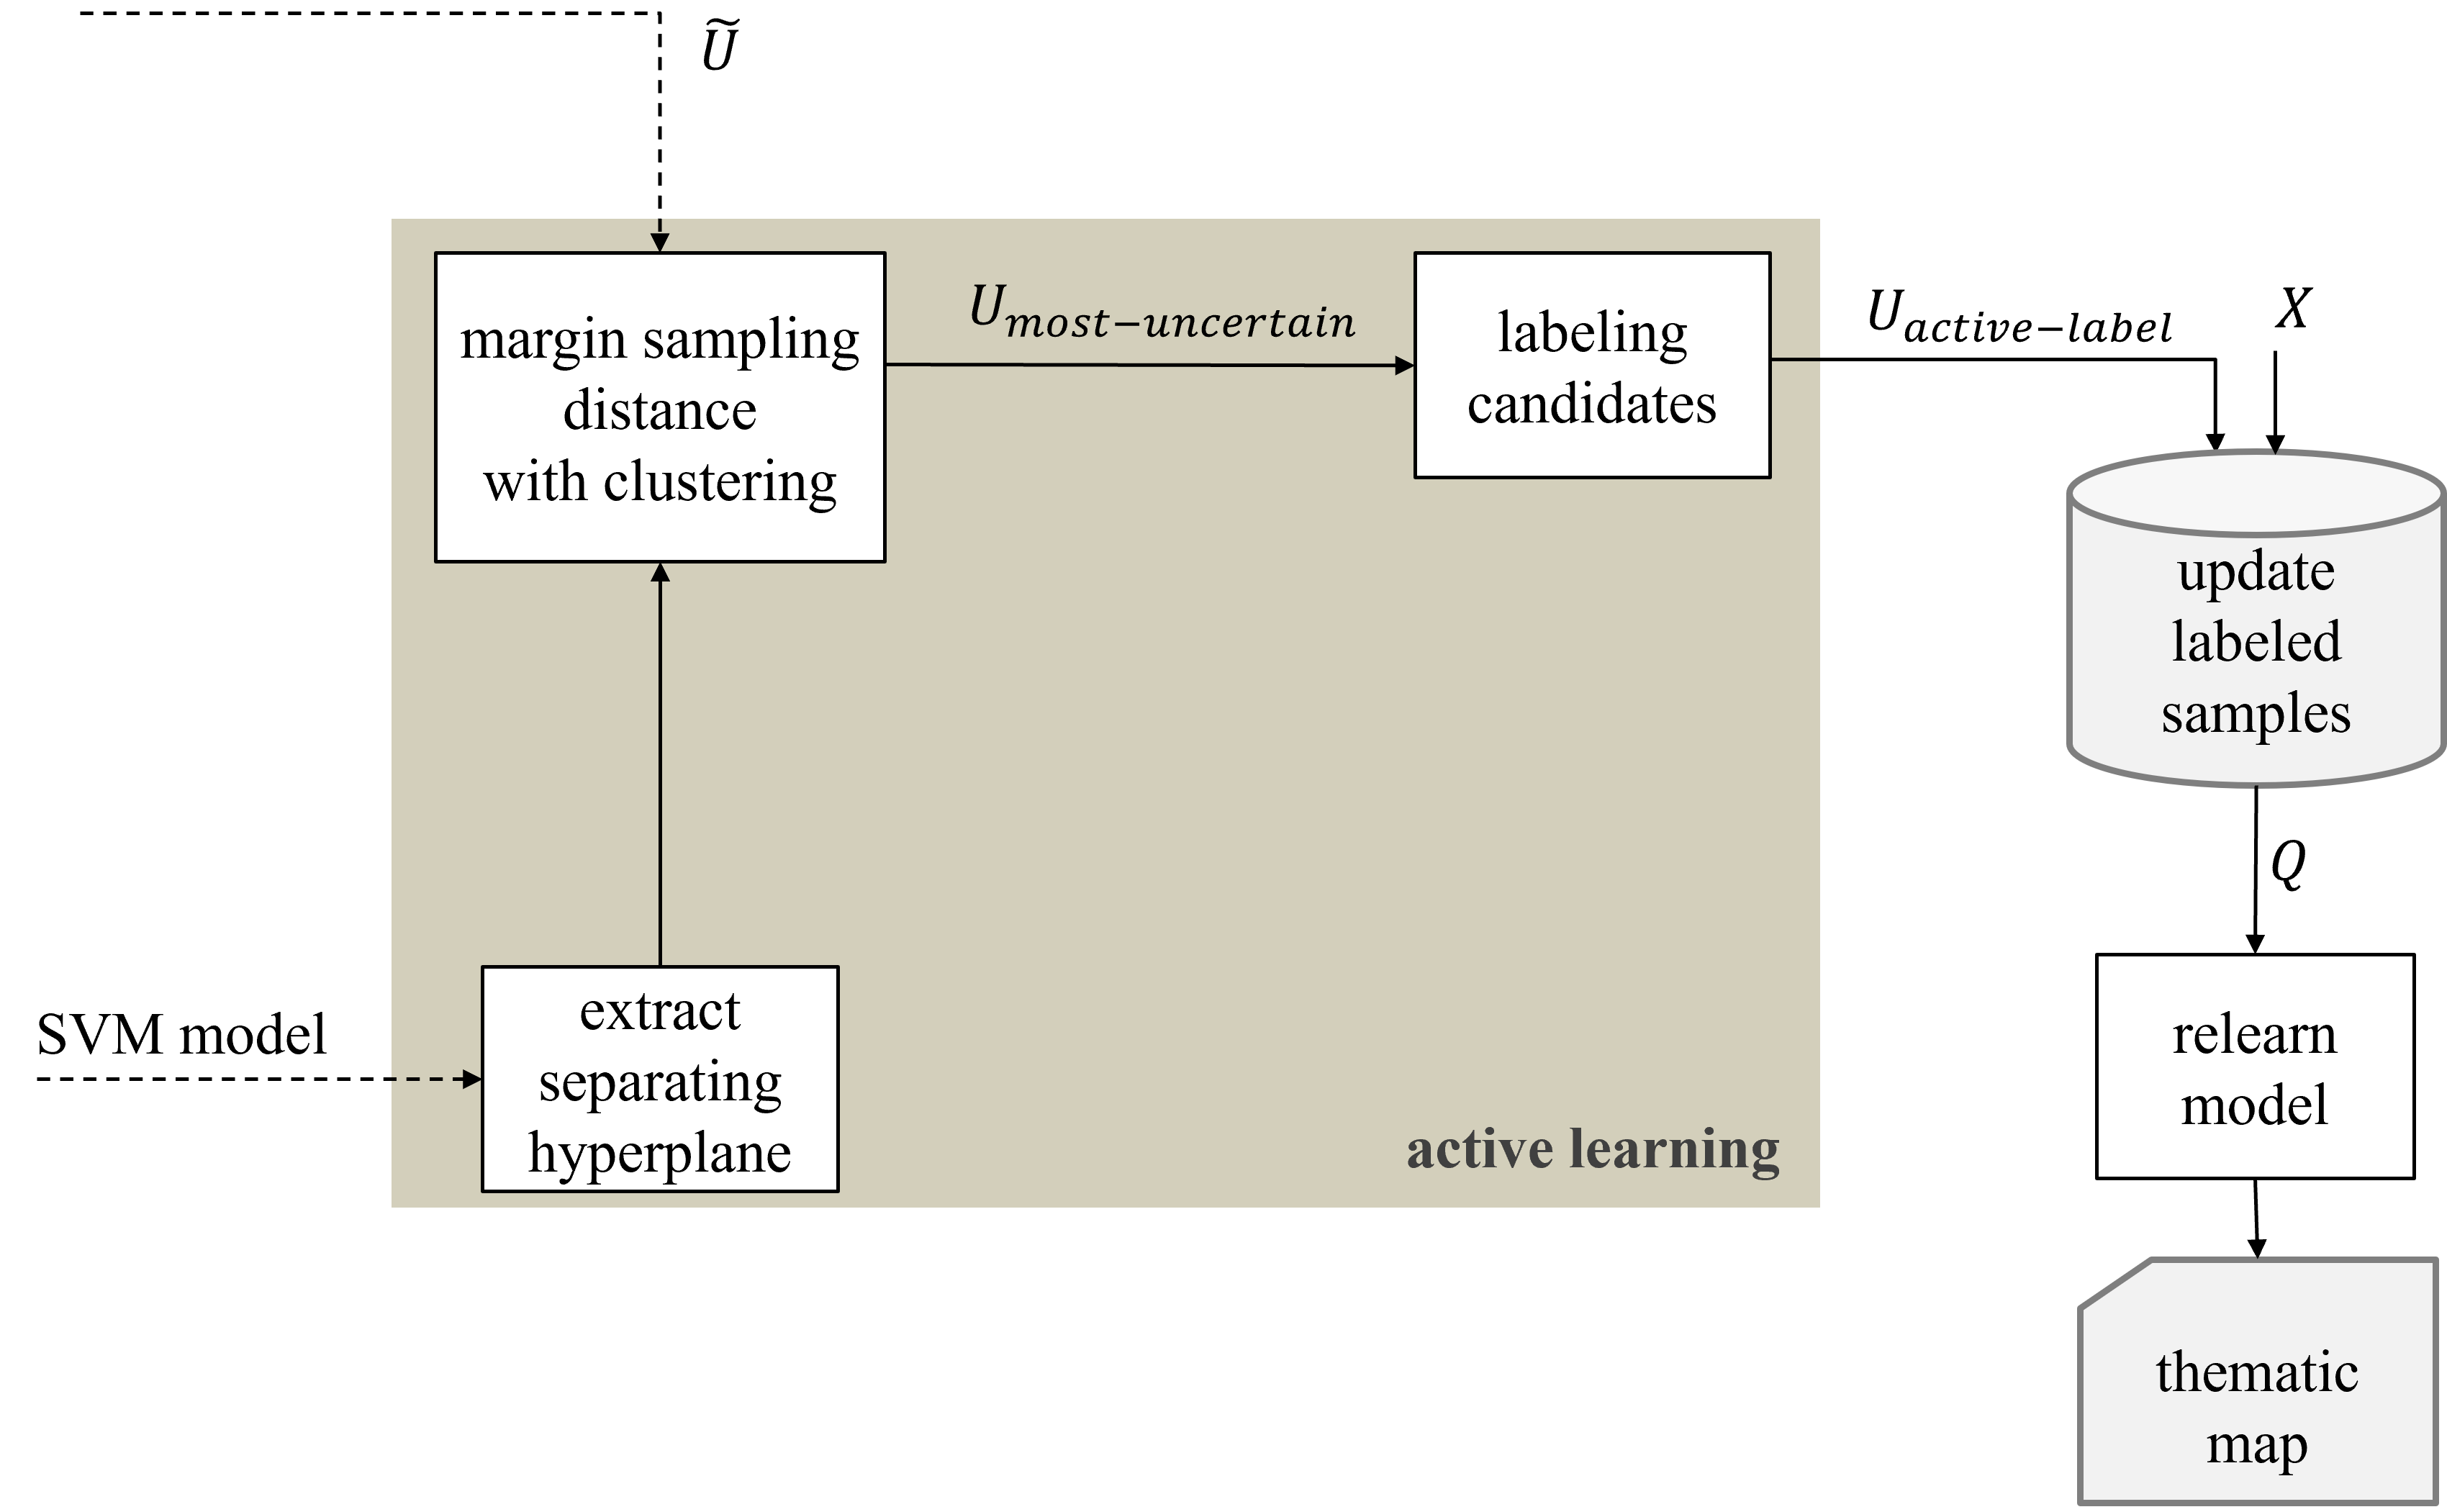 Ũ
margin sampling
distance
with clustering
U_most−uncertain
labeling
candidates
U_active−label
X
update
labeled
samples
Q
SVM model
extract
separating
hyperplane
active learning
relearn
model
thematic
map